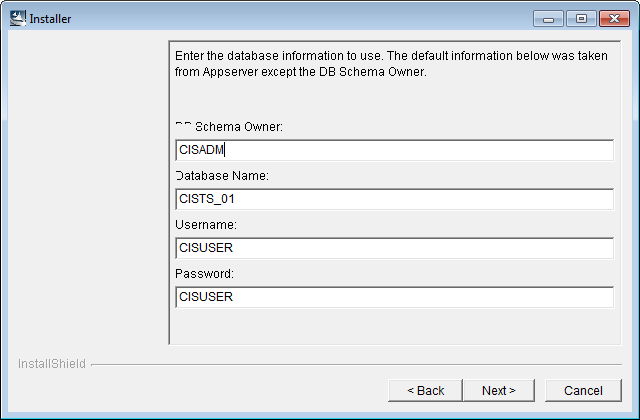 Installer
Enter the database information to use. The default information below was taken
from Appserver except the DB Schema Owner.
DB Schema Owner:
CISADM
Database Name:
CISTS_01
Username:
CISUSER
Password:
CISUSER
InstallShield
< Back
Next >
Cancel